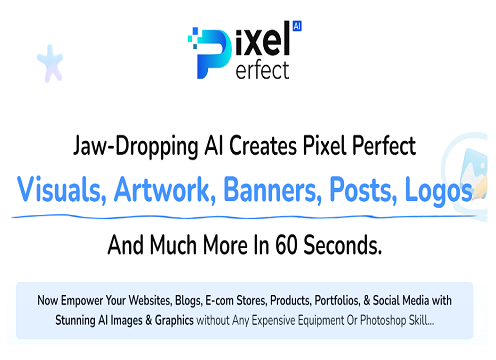 Pixel AI
erfect
Jaw-Dropping AI Creates Pixel Perfect
Visuals, Artwork, Banners, Posts, Logos
And Much More In 60 Seconds.
Now Empower Your Websites, Blogs, E-com Stores, Products, Portfolios, & Social Media with
Stunning AI Images & Graphics without Any Expensive Equipment Or Photoshop Skill...